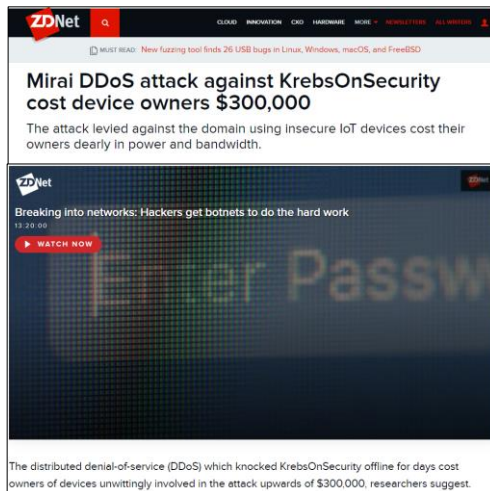 ZDNet
CLOUD INNOVATION CXO HARDWARE MORE NEWSLETTERS ALL WRITERS
MUST READ: New fuzzing tool finds 26 USB bugs in Linux, Windows, macOS, and FreeBSD
Mirai DDoS attack against KrebsOnSecurity
cost device owners $300,000
The attack levied against the domain using insecure IoT devices cost their
owners dearly in power and bandwidth.
ZDNet
ZDNet
Breaking into networks: Hackers get botnets to do the hard work
13:20:00
WATCH NOW
Enter Passw
The distributed denial-of-service (DDoS) which knocked KrebsOnSecurity offline for days cost
owners of devices unwittingly involved in the attack upwards of $300,000, researchers suggest.